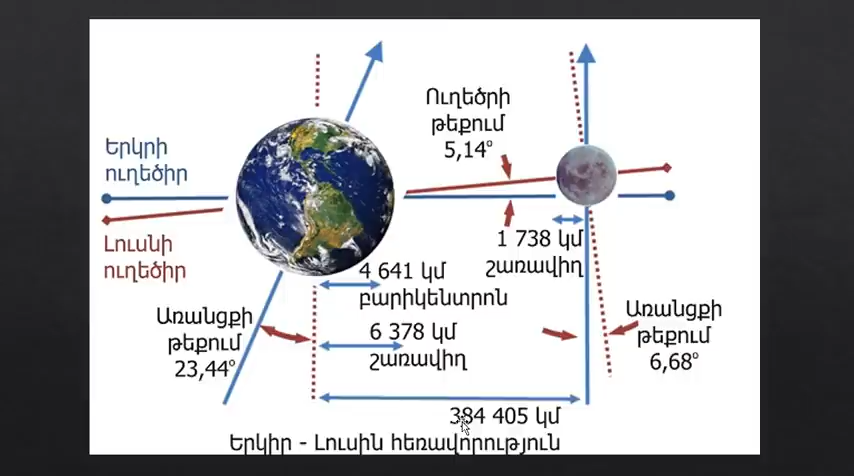 Ուղեծրի
թեքում
5,14°
Երկրի
ուղեծիր
Լուսնի
ուղեծիր
1 738 կմ
շառավիղ
4 641 կմ
բարիկենտրոն
Առանցքի
թեքում
23,44°
6 378 կմ
շառավիղ
Առանցքի
թեքում
6,68°
384 405 կմ
Երկիր - Լուսին հեռավորություն